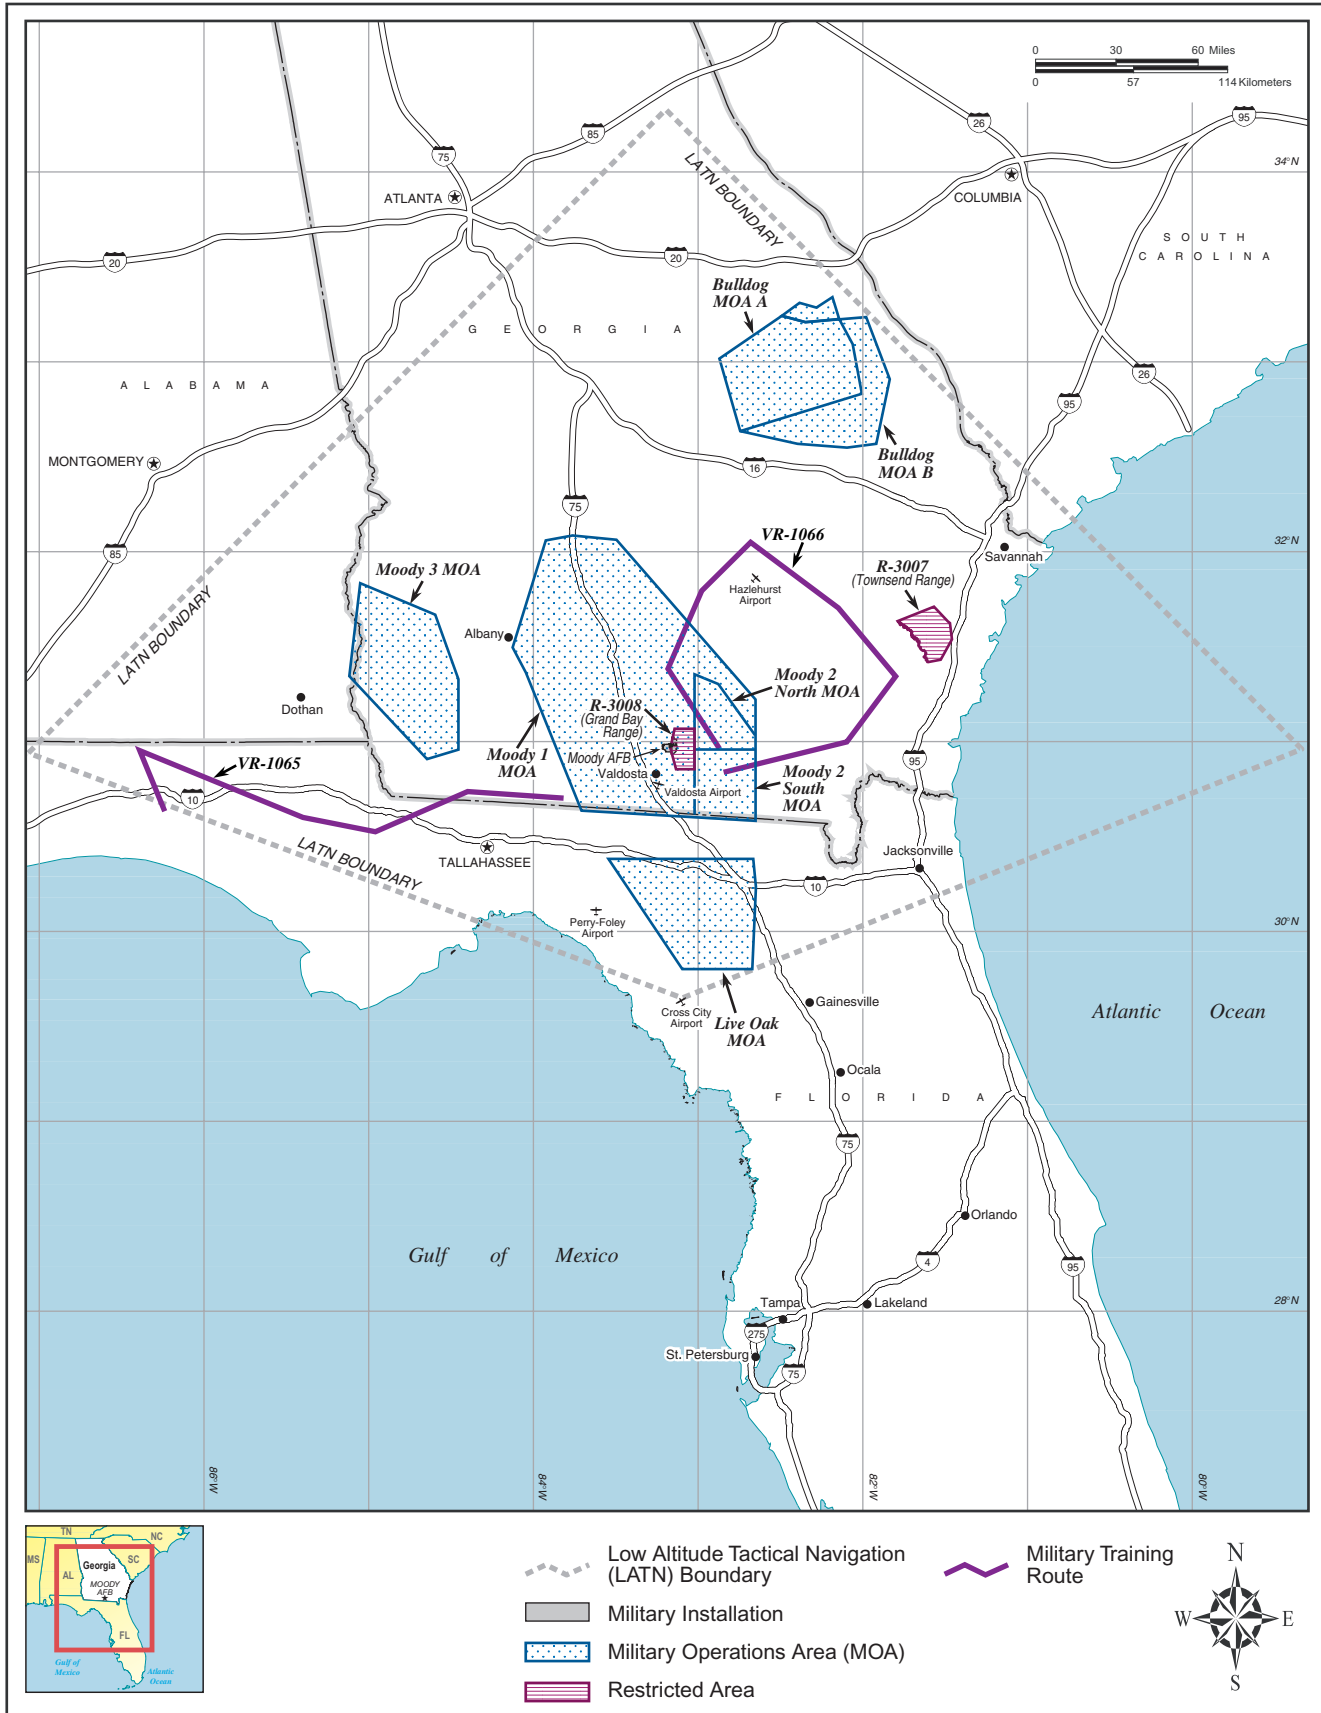 0 30 60 Miles
0 57 114 Kilometers
26
95
85
75
34°N
LATN BOUNDARY
ATLANTA
COLUMBIA
SOUTH
CAROLINA
20
20
Bulldog
MOA A
GEORGIA
ALABAMA
26
95
Bulldog
MOA B
MONTGOMERY
16
75
VR-1066
32°N
85
Savannah
R-3007
(Townsend Range)
Moody 3 MOA
Hazlehurst
Airport
LATN BOUNDARY
Albany
Moody 2
North MOA
R-3008
(Grand Bay
Range)
Dothan
Moody 1
MOA
Moody AFB
Valdosta
Valdosta Airport
Moody 2
South
MOA
95
VR-1065
10
LATN BOUNDARY
TALLAHASSEE
Jacksonville
10
Perry-Foley
Airport
30°N
Cross City
Airport
Live Oak
MOA
Gainesville
Atlantic Ocean
Ocala
FLORIDA
75
Orlando
Gulf of Mexico
4
95
Tampa
Lakeland
28°N
275
St. Petersburg
75
86°W
84°W
82°W
80°W
TN
NC
MS
AL
Georgia
SC
MOODY
AFB
FL
Gulf of
Mexico
Atlantic
Ocean
Low Altitude Tactical Navigation
(LATN) Boundary
Military Installation
Military Operations Area (MOA)
Restricted Area
Military Training
Route
N
W E
S